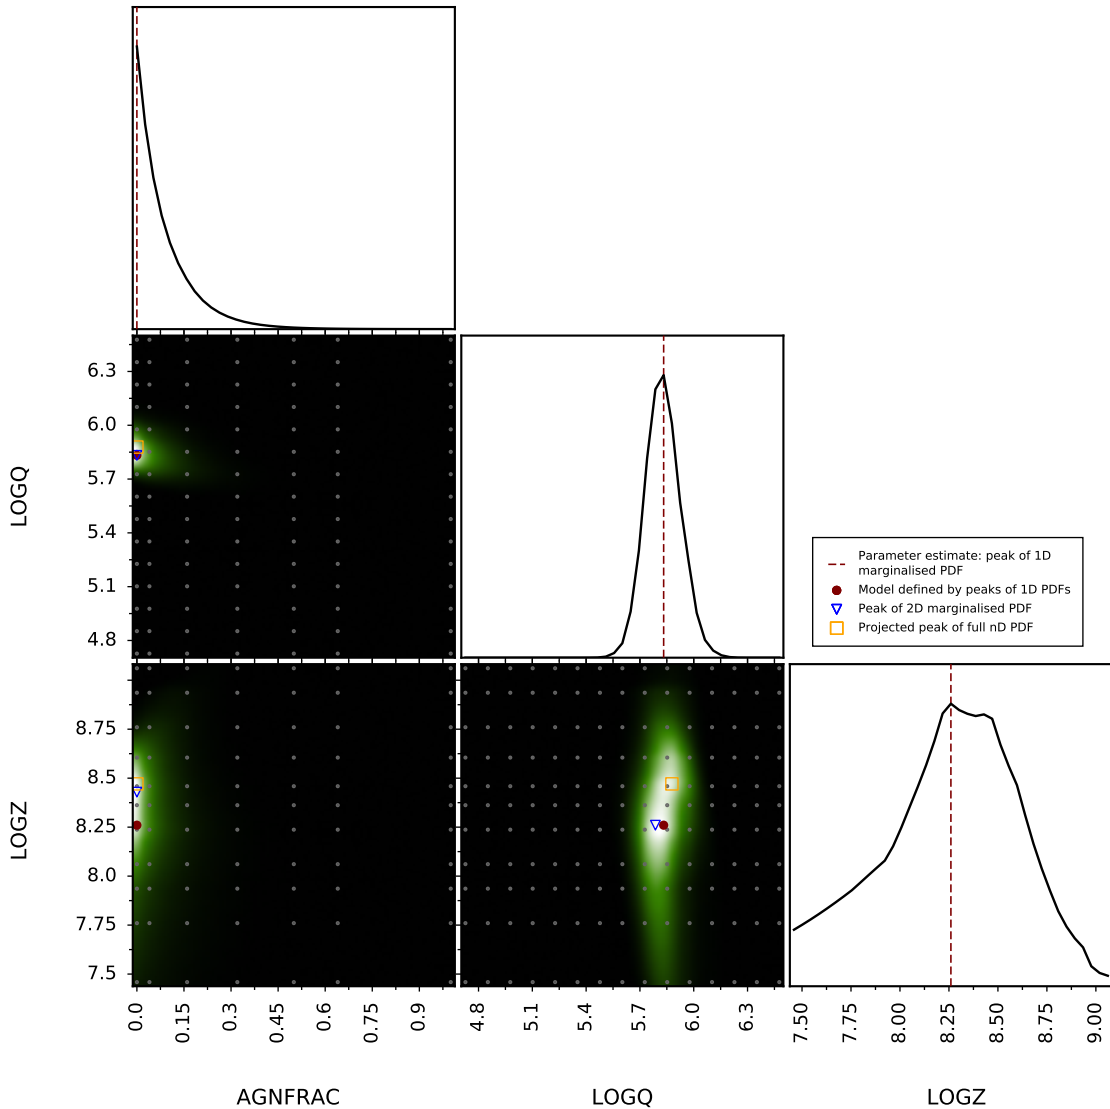 6.3
6.0
5.7
5.4
5.1
4.8
LOGQ
Parameter estimate: peak of 1D
marginalised PDF
Model defined by peaks of 1D PDFs
Peak of 2D marginalised PDF
Projected peak of full nD PDF
8.75
8.5
8.25
8.0
7.75
7.5
LOGZ
0.0 0.15 0.3 0.45 0.6 0.75 0.9
4.8 5.1 5.4 5.7 6.0 6.3
7.50 7.75 8.00 8.25 8.50 8.75 9.00
AGNFRAC LOGQ LOGZ